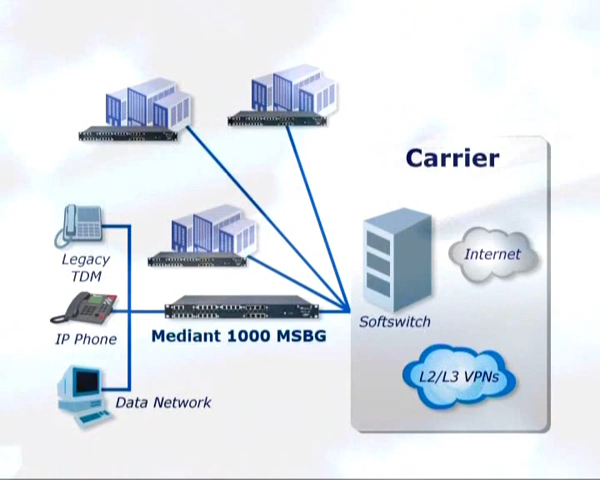 Carrier
Legacy
TDM
Internet
IP Phone
Mediant 1000 MSBG
Softswitch
L2/L3 VPNs
Data Network